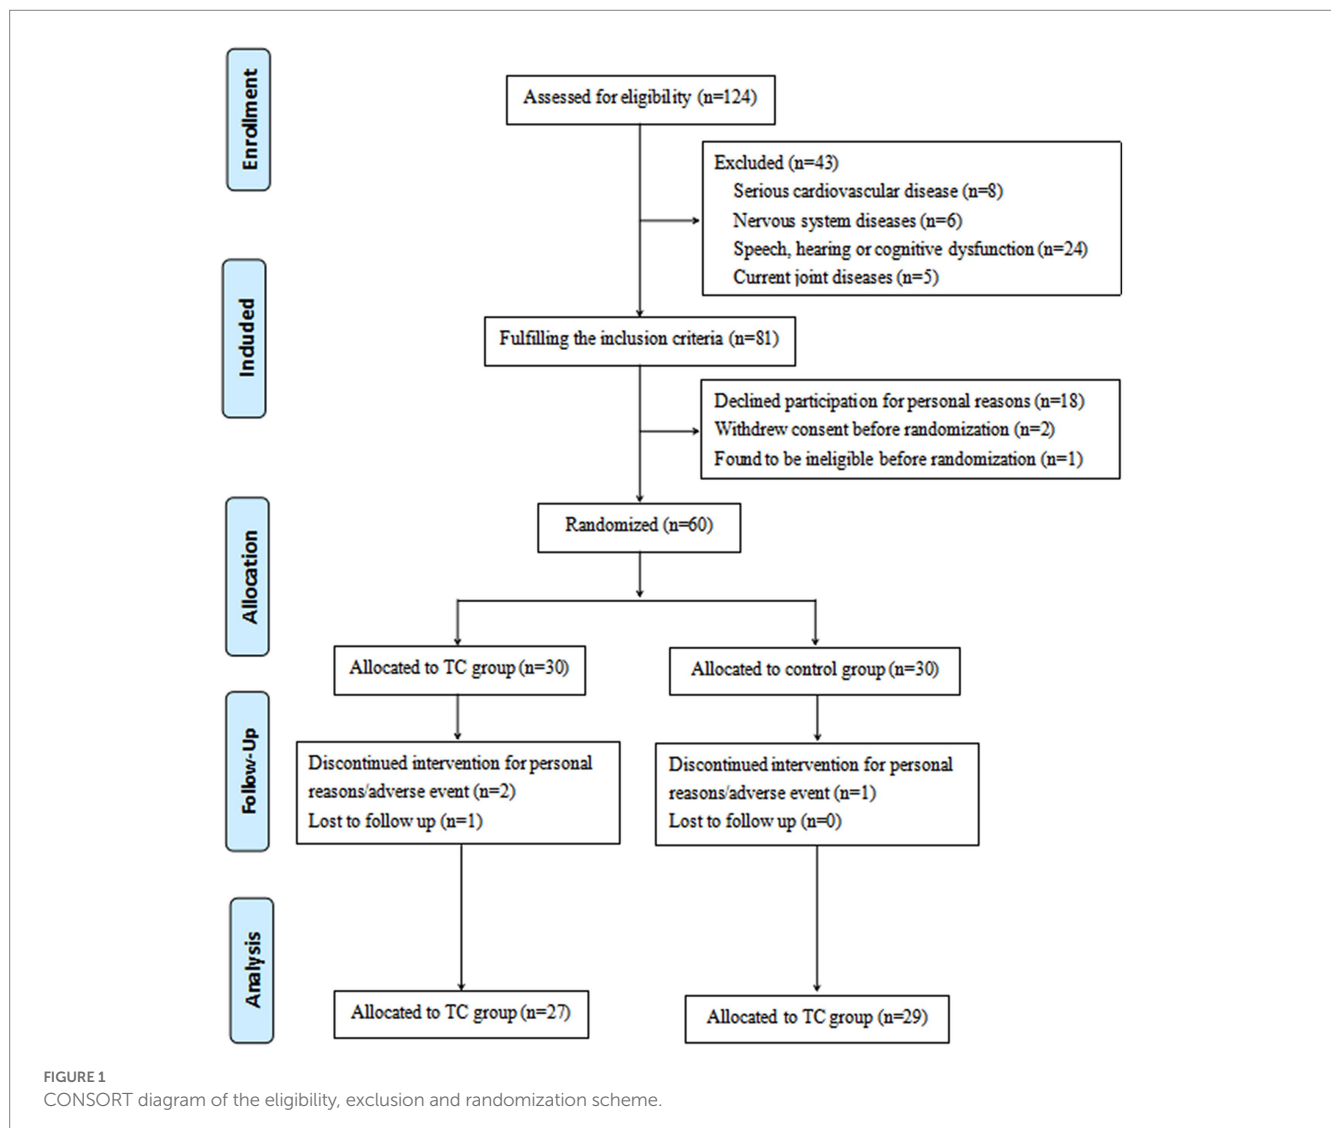 Enrollment
Assessed for eligibility (n=124)
Excluded (n=43)
Serious cardiovascular disease (n=8)
Nervous system diseases (n=6)
Speech, hearing or cognitive dysfunction (n=24)
Current joint diseases (n=5)
Included
Fulfilling the inclusion criteria (n=81)
Declined participation for personal reasons (n=18)
Withdrew consent before randomization (n=2)
Found to be ineligible before randomization (n=1)
Allocation
Randomized (n=60)
Allocated to TC group (n=30)
Allocated to control group (n=30)
Follow-Up
Discontinued intervention for personal
reasons/adverse event (n=2)
Lost to follow up (n=1)
Discontinued intervention for personal
reasons/adverse event (n=1)
Lost to follow up (n=0)
Analysis
Allocated to TC group (n=27)
Allocated to TC group (n=29)
FIGURE 1
CONSORT diagram of the eligibility, exclusion and randomization scheme.